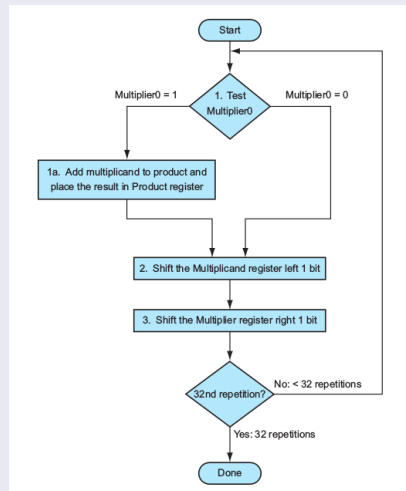 Start
Multiplier0 = 1
1. Test
Multiplier0
Multiplier0 = 0
1a. Add multiplicand to product and
place the result in Product register
2. Shift the Multiplicand register left 1 bit
3. Shift the Multiplier register right 1 bit
32nd repetition?
No: < 32 repetitions
Yes: 32 repetitions
Done